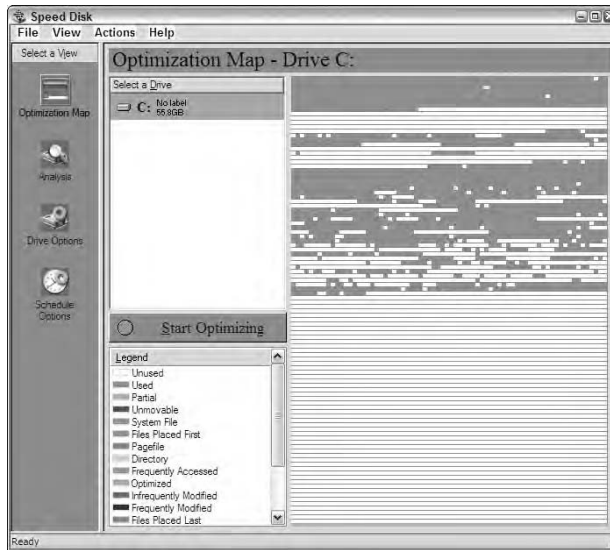 Speed Disk
File View Actions Help
Select a View
Optimization Map
Analysis
Drive Options
Schedule
Options
Optimization Map - Drive C:
Select a Drive
C: No label
55.8GB
Start Optimizing
Legend
Unused
Used
Partial
Unmovable
System File
Files Placed First
Pagefile
Directory
Frequently Accessed
Optimized
Infrequently Modified
Frequently Modified
Files Placed Last
Ready